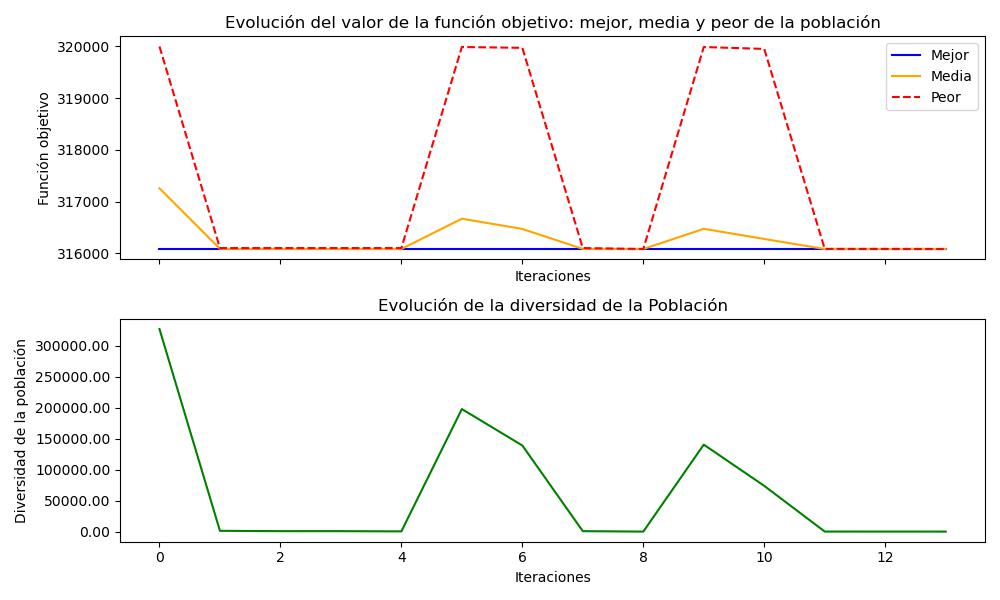 Evolución del valor de la función objetivo: mejor, media y peor de la población
Función objetivo
320000
319000
318000
317000
316000
Mejor
Media
Peor
Iteraciones
Evolución de la diversidad de la Población
Diversidad de la población
300000.00
250000.00
200000.00
150000.00
100000.00
50000.00
0.00
0 2 4 6 8 10 12
Iteraciones